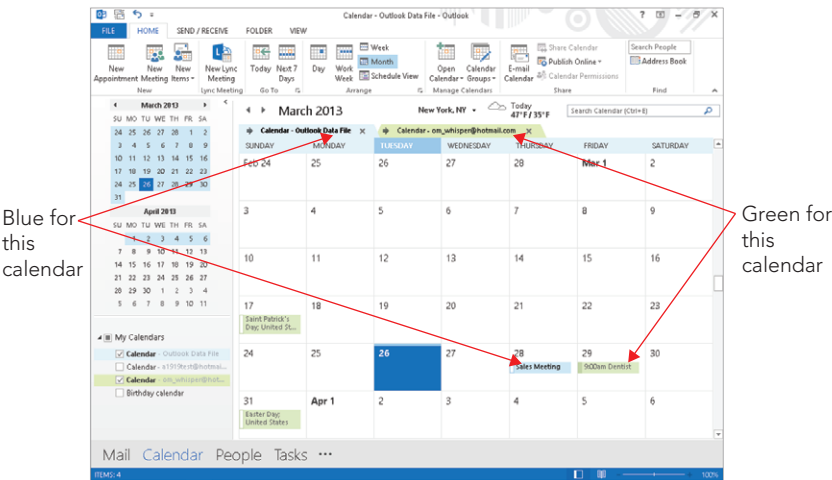 Calendar - Outlook Data File - Outlook
FILE HOME SEND / RECEIVE FOLDER VIEW
New Appointment
New Meeting
New Items
New Lync Meeting
Today
Next 7 Days
Day
Work Week
Week
Month
Schedule View
Open Calendar
Calendar Groups
E-mail Calendar
Share Calendar
Publish Online
Calendar Permissions
Search People
Address Book
New
Lync Meeting
Go To
Arrange
Manage Calendars
Share
Find
March 2013
SU MO TU WE TH FR SA
24 25 26 27 28 1 2
3 4 5 6 7 8 9
10 11 12 13 14 15 16
17 18 19 20 21 22 23
24 25 26 27 28 29 30
31
April 2013
SU MO TU WE TH FR SA
1 2 3 4 5 6
7 8 9 10 11 12 13
14 15 16 17 18 19 20
21 22 23 24 25 26 27
28 29 30 1 2 3 4
5 6 7 8 9 10 11
My Calendars
Calendar - Outlook Data File
Calendar - s1919test@hotmai...
Calendar - om_whisper@hot...
Birthday calendar
March 2013
New York, NY
Today
47°F / 35°F
Search Calendar (Ctrl+E)
Calendar - Outlook Data File
Calendar - om_whisper@hotmail.com
SUNDAY MONDAY TUESDAY WEDNESDAY THURSDAY FRIDAY SATURDAY
Feb 24 25 26 27 28 Mar 1 2
3 4 5 6 7 8 9
10 11 12 13 14 15 16
17 18 19 20 21 22 23
Saint Patrick's
Day; United St...
24 25 26 27 28 29 30
Sales Meeting
9:00am Dentist
31 Apr 1 2 3 4 5 6
Easter Day;
United States
Mail Calendar People Tasks ...
ITEMS: 4
100%
Blue for
this
calendar
Green for
this
calendar